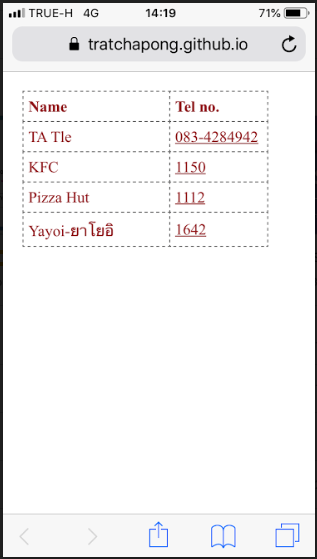 TRUE-H 4G 14:19 71%
tratchapong.github.io
Name Tel no.
TA Tle 083-4284942
KFC 1150
Pizza Hut 1112
Yayoi-ยาโยอิ 1642